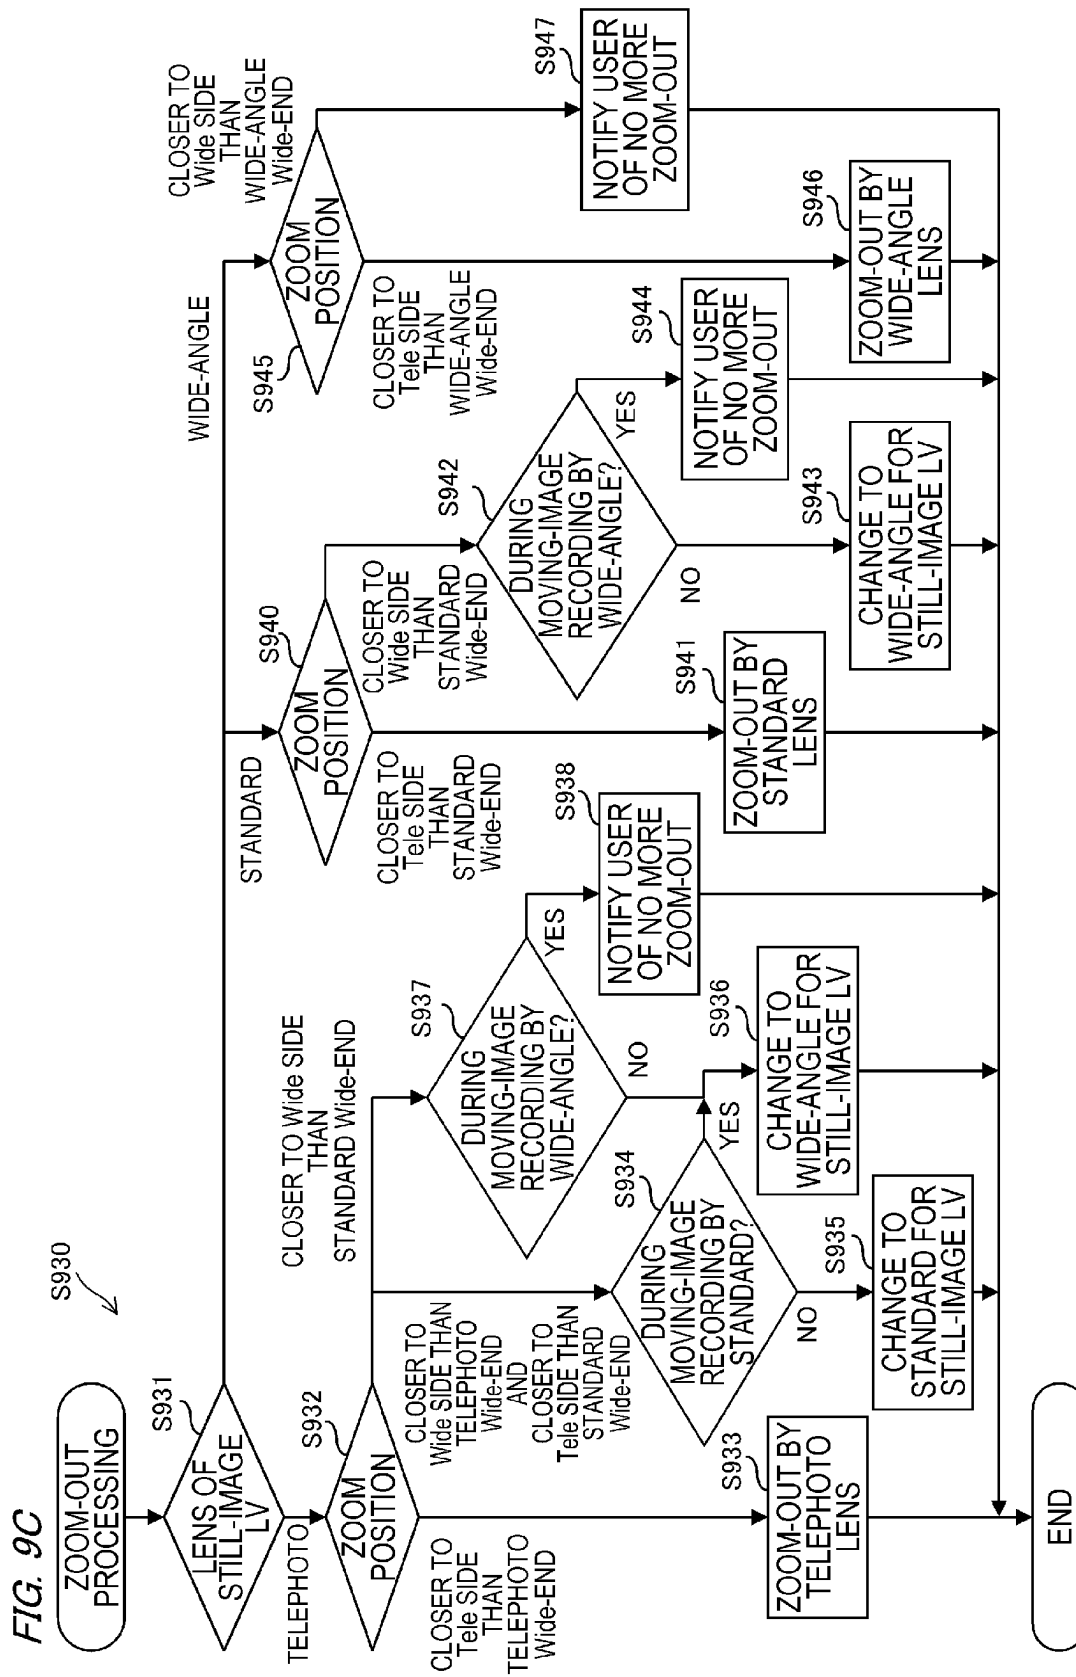 FIG. 9C
S930
ZOOM-OUT
PROCESSING
S931
LENS OF
STILL-IMAGE
LV
TELEPHOTO
STANDARD
WIDE-ANGLE
S932
ZOOM
POSITION
CLOSER TO
Tele SIDE
THAN
TELEPHOTO
Wide-END
S933
ZOOM-OUT BY
TELEPHOTO
LENS
CLOSER TO
Wide SIDE THAN
TELEPHOTO
Wide-END
AND
CLOSER TO
Tele SIDE THAN
STANDARD
Wide-END
S934
DURING
MOVING-IMAGE
RECORDING BY
STANDARD?
NO
YES
S935
CHANGE TO
STANDARD FOR
STILL-IMAGE LV
CLOSER TO Wide SIDE
THAN
STANDARD Wide-END
S937
DURING
MOVING-IMAGE
RECORDING BY
WIDE-ANGLE?
NO
YES
S936
CHANGE TO
WIDE-ANGLE FOR
STILL-IMAGE LV
S938
NOTIFY USER
OF NO MORE
ZOOM-OUT
S940
ZOOM
POSITION
CLOSER TO
Tele SIDE
THAN
STANDARD
Wide-END
S941
ZOOM-OUT BY
STANDARD
LENS
CLOSER TO
Wide SIDE
THAN
STANDARD
Wide-END
S942
DURING
MOVING-IMAGE
RECORDING BY
WIDE-ANGLE?
NO
YES
S943
CHANGE TO
WIDE-ANGLE FOR
STILL-IMAGE LV
S944
NOTIFY USER
OF NO MORE
ZOOM-OUT
S945
ZOOM
POSITION
CLOSER TO
Tele SIDE
THAN
WIDE-ANGLE
Wide-END
S946
ZOOM-OUT BY
WIDE-ANGLE
LENS
CLOSER TO
Wide SIDE
THAN
WIDE-ANGLE
Wide-END
S947
NOTIFY USER
OF NO MORE
ZOOM-OUT
END